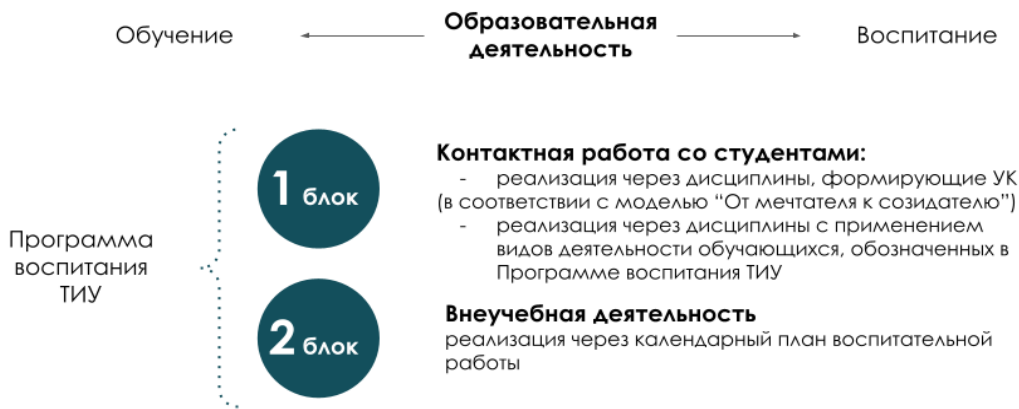 Обучение
Образовательная
деятельность
Воспитание
Программа
воспитания
ТИУ
1 блок
Контактная работа со студентами:
- реализация через дисциплины, формирующие УК
(в соответствии с моделью “От мечтателя к созидателю”)
- реализация через дисциплины с применением
видов деятельности обучающихся, обозначенных в
Программе воспитания ТИУ
2 блок
Внеучебная деятельность
реализация через календарный план воспитательной
работы